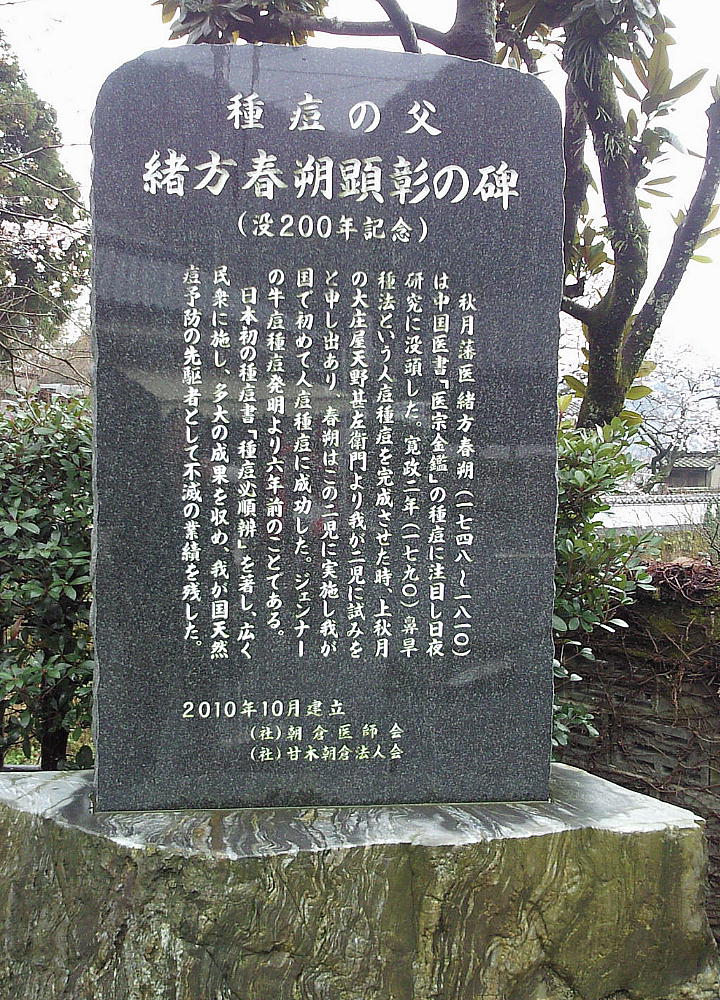 種痘の父
緒方春朔顕彰の碑
(没200年記念)
秋月藩医緒方春朔(一七四八〜一八一〇)
は中国医書「医宗金鑑」の種痘に注目し日夜
研究に没頭した。寛政二年(一七九〇)鼻旱
種法という人痘種痘を完成させた時、上秋月
の大庄屋天野甚左衛門より我が二児に試みを
と申し出あり、春朔はこの二児に実施し我が
国で初めて人痘種痘に成功した。ジェンナー
の牛痘種痘発明より六年前のことである。
日本初の種痘書「種痘必順辨」を著し、広く
民衆に施し、多大の成果を収め、我が国天然
痘予防の先駆者として不滅の業績を残した。
2010年10月建立
(社)朝倉医師会
(社)甘木朝倉法人会